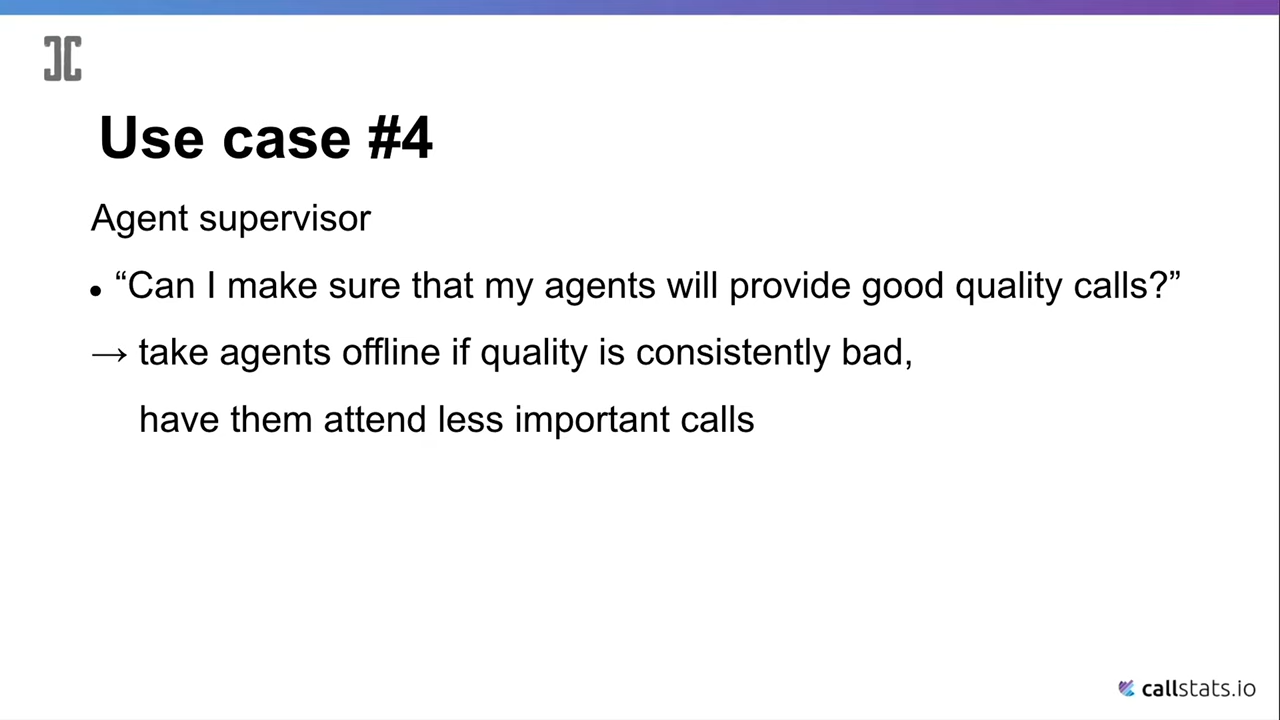 Use case #4
Agent supervisor
● “Can I make sure that my agents will provide good quality calls?”
→ take agents offline if quality is consistently bad,
have them attend less important calls
callstats.io